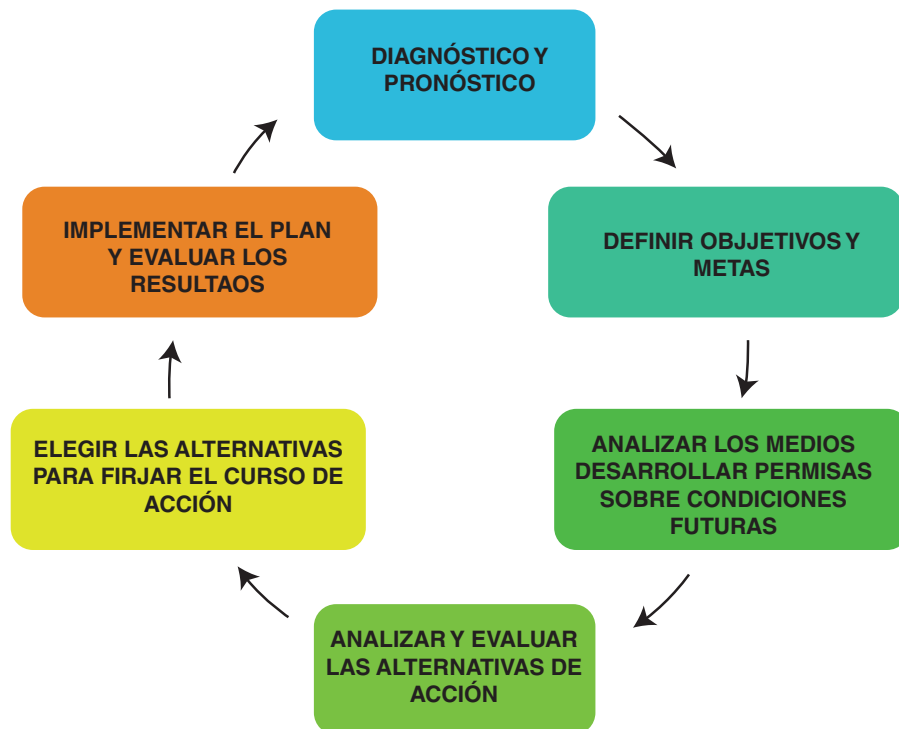 DIAGNÓSTICO Y
PRONÓSTICO
DEFINIR OBJJETIVOS Y
METAS
ANALIZAR LOS MEDIOS
DESARROLLAR PERMISAS
SOBRE CONDICIONES
FUTURAS
ANALIZAR Y EVALUAR
LAS ALTERNATIVAS DE
ACCIÓN
ELEGIR LAS ALTERNATIVAS
PARA FIRJAR EL CURSO DE
ACCIÓN
IMPLEMENTAR EL PLAN
Y EVALUAR LOS
RESULTAOS